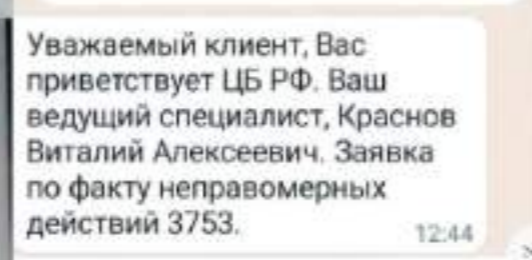 Уважаемый клиент, Вас
приветствует ЦБ РФ. Ваш
ведущий специалист, Краснов
Виталий Алексеевич. Заявка
по факту неправомерных
действий 3753.
12:44